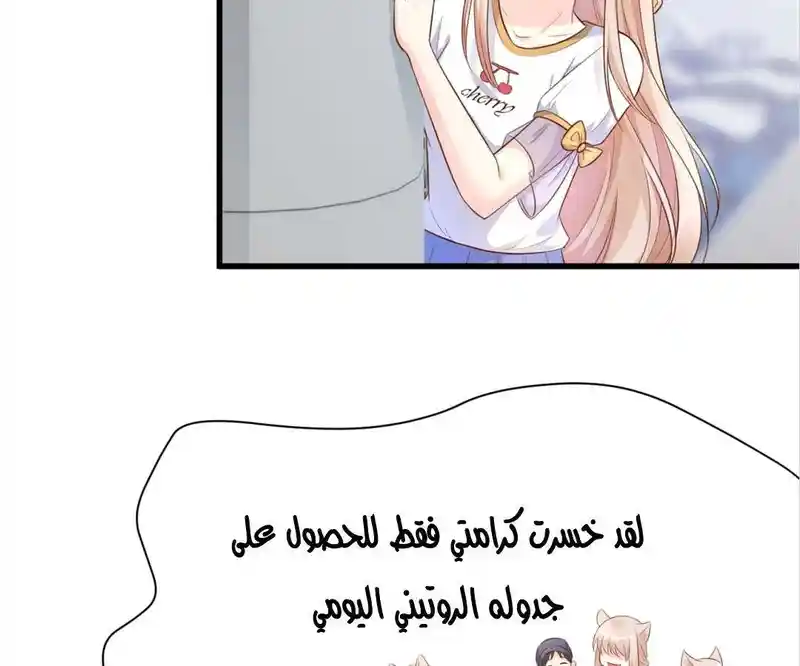 cherry
لقد خسرت كرامتي فقط للحصول على
جدوله الروتيني اليومي